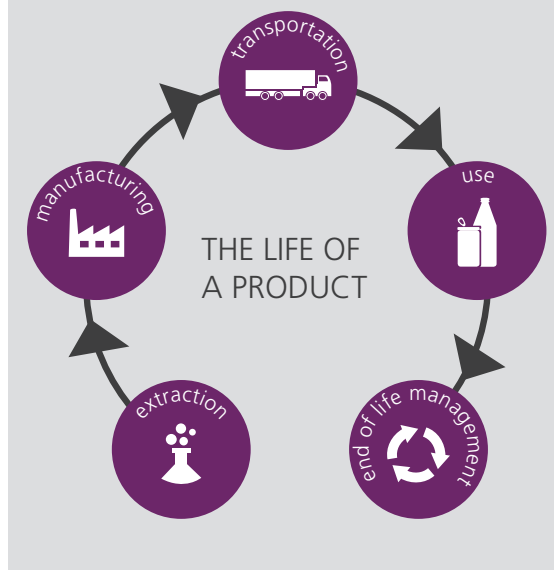 transportation
manufacturing
use
THE LIFE OF
A PRODUCT
extraction
end of life management